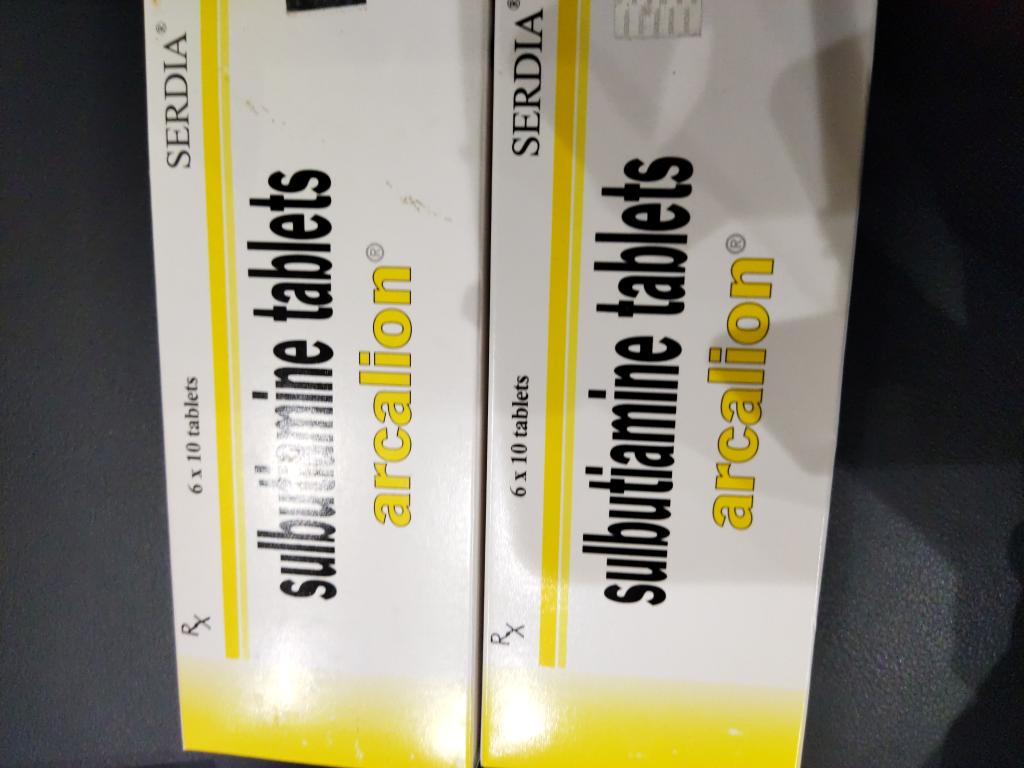 Rx 6 x 10 tablets SERDIA®
sulbutiamine tablets
arcalion®
Rx 6 x 10 tablets SERDIA®
sulbutiamine tablets
arcalion®